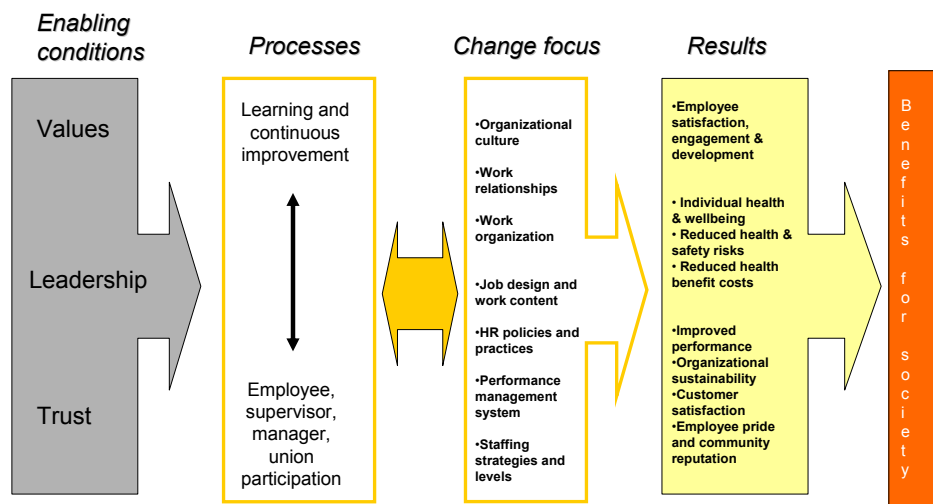 Enabling
conditions
Processes
Change focus
Results
Values
Leadership
Trust
Learning and
continuous
improvement
Employee,
supervisor,
manager,
union
participation
•Organizational
culture
•Work
relationships
•Work
organization
•Job design and
work content
•HR policies and
practices
•Performance
management
system
•Staffing
strategies and
levels
•Employee
satisfaction,
engagement &
development
• Individual health
& wellbeing
• Reduced health &
safety risks
• Reduced health
benefit costs
•Improved
performance
•Organizational
sustainability
•Customer
satisfaction
•Employee pride
and community
reputation
Benefits for society